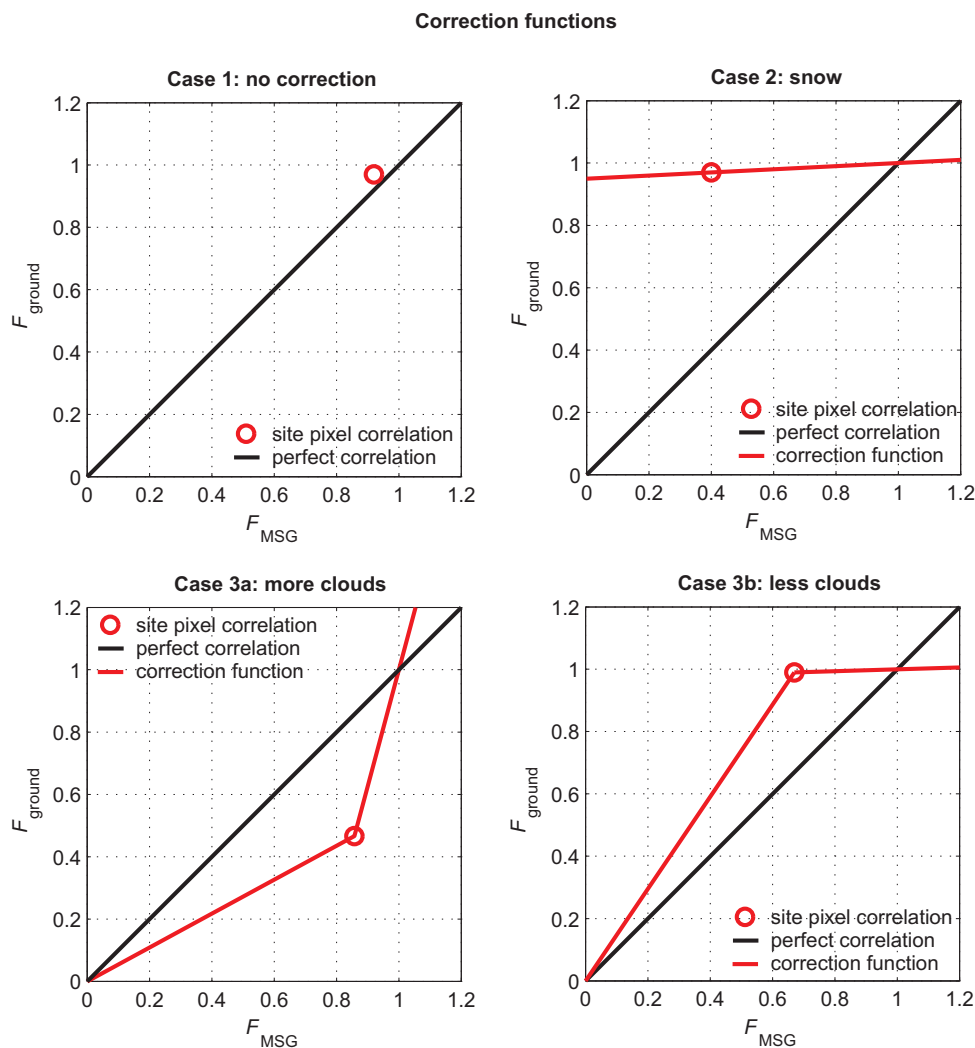 Correction functions
Case 1: no correction
1.2
1
0.8
0.6
0.4
0.2
0
F ground
site pixel correlation
perfect correlation
0 0.2 0.4 0.6 0.8 1 1.2
F MSG
Case 2: snow
1.2
1
0.8
0.6
0.4
0.2
0
F ground
site pixel correlation
perfect correlation
correction function
0 0.2 0.4 0.6 0.8 1 1.2
F MSG
Case 3a: more clouds
1.2
1
0.8
0.6
0.4
0.2
0
F ground
site pixel correlation
perfect correlation
correction function
0 0.2 0.4 0.6 0.8 1 1.2
F MSG
Case 3b: less clouds
1.2
1
0.8
0.6
0.4
0.2
0
F ground
site pixel correlation
perfect correlation
correction function
0 0.2 0.4 0.6 0.8 1 1.2
F MSG